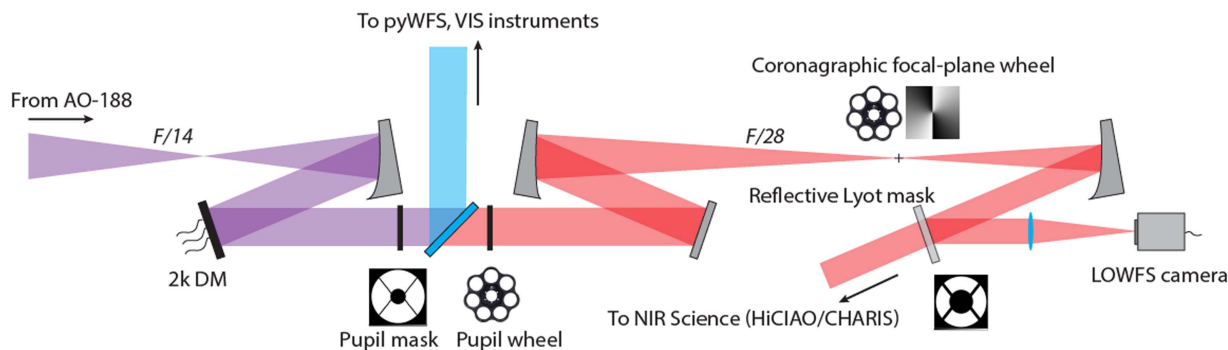 To pyWFS, VIS instruments
Coronagraphic focal-plane wheel
From AO-188
F/14
F/28
Reflective Lyot mask
2k DM
LOWFS camera
To NIR Science (HiCIAO/CHARIS)
Pupil mask
Pupil wheel